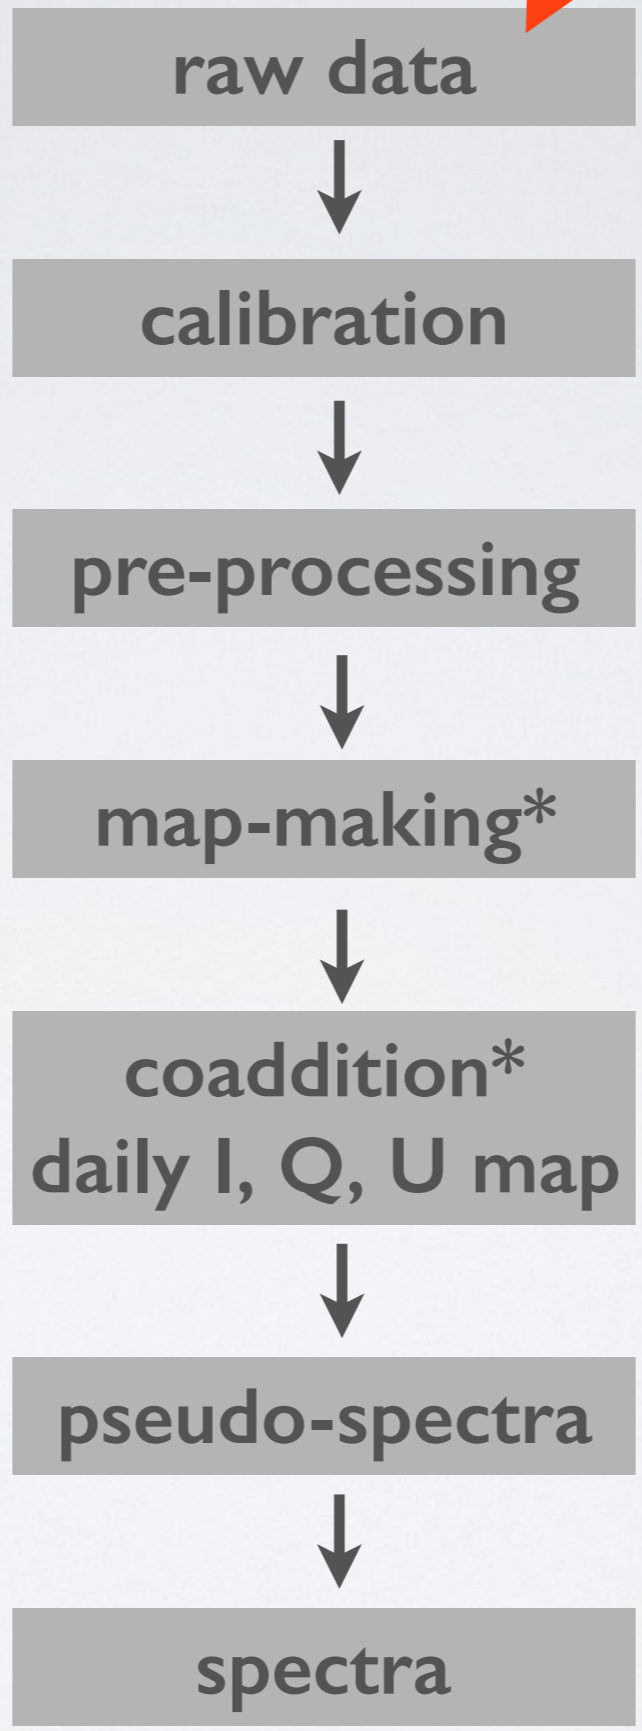 raw data
calibration
pre-processing
map-making*
coaddition*
daily I, Q, U map
pseudo-spectra
spectra